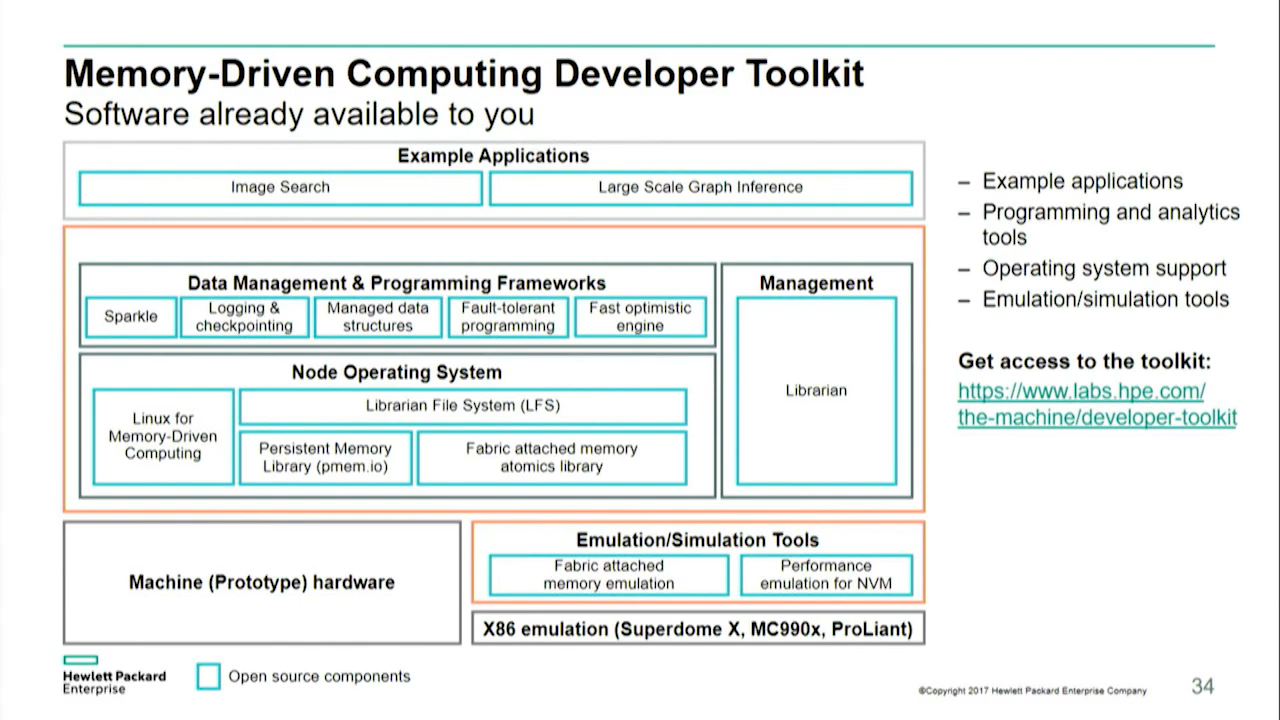 Memory-Driven Computing Developer Toolkit
Software already available to you
Example Applications
Image Search
Large Scale Graph Inference
Data Management & Programming Frameworks
Sparkle
Logging &
checkpointing
Managed data
structures
Fault-tolerant
programming
Fast optimistic
engine
Management
Librarian
Node Operating System
Linux for
Memory-Driven
Computing
Librarian File System (LFS)
Persistent Memory
Library (pmem.io)
Fabric attached memory
atomics library
Machine (Prototype) hardware
Emulation/Simulation Tools
Fabric attached
memory emulation
Performance
emulation for NVM
X86 emulation (Superdome X, MC990x, ProLiant)
– Example applications
– Programming and analytics
tools
– Operating system support
– Emulation/simulation tools
Get access to the toolkit:
https://www.labs.hpe.com/
the-machine/developer-toolkit
Hewlett Packard
Enterprise
Open source components
©Copyright 2017 Hewlett Packard Enterprise Company
34